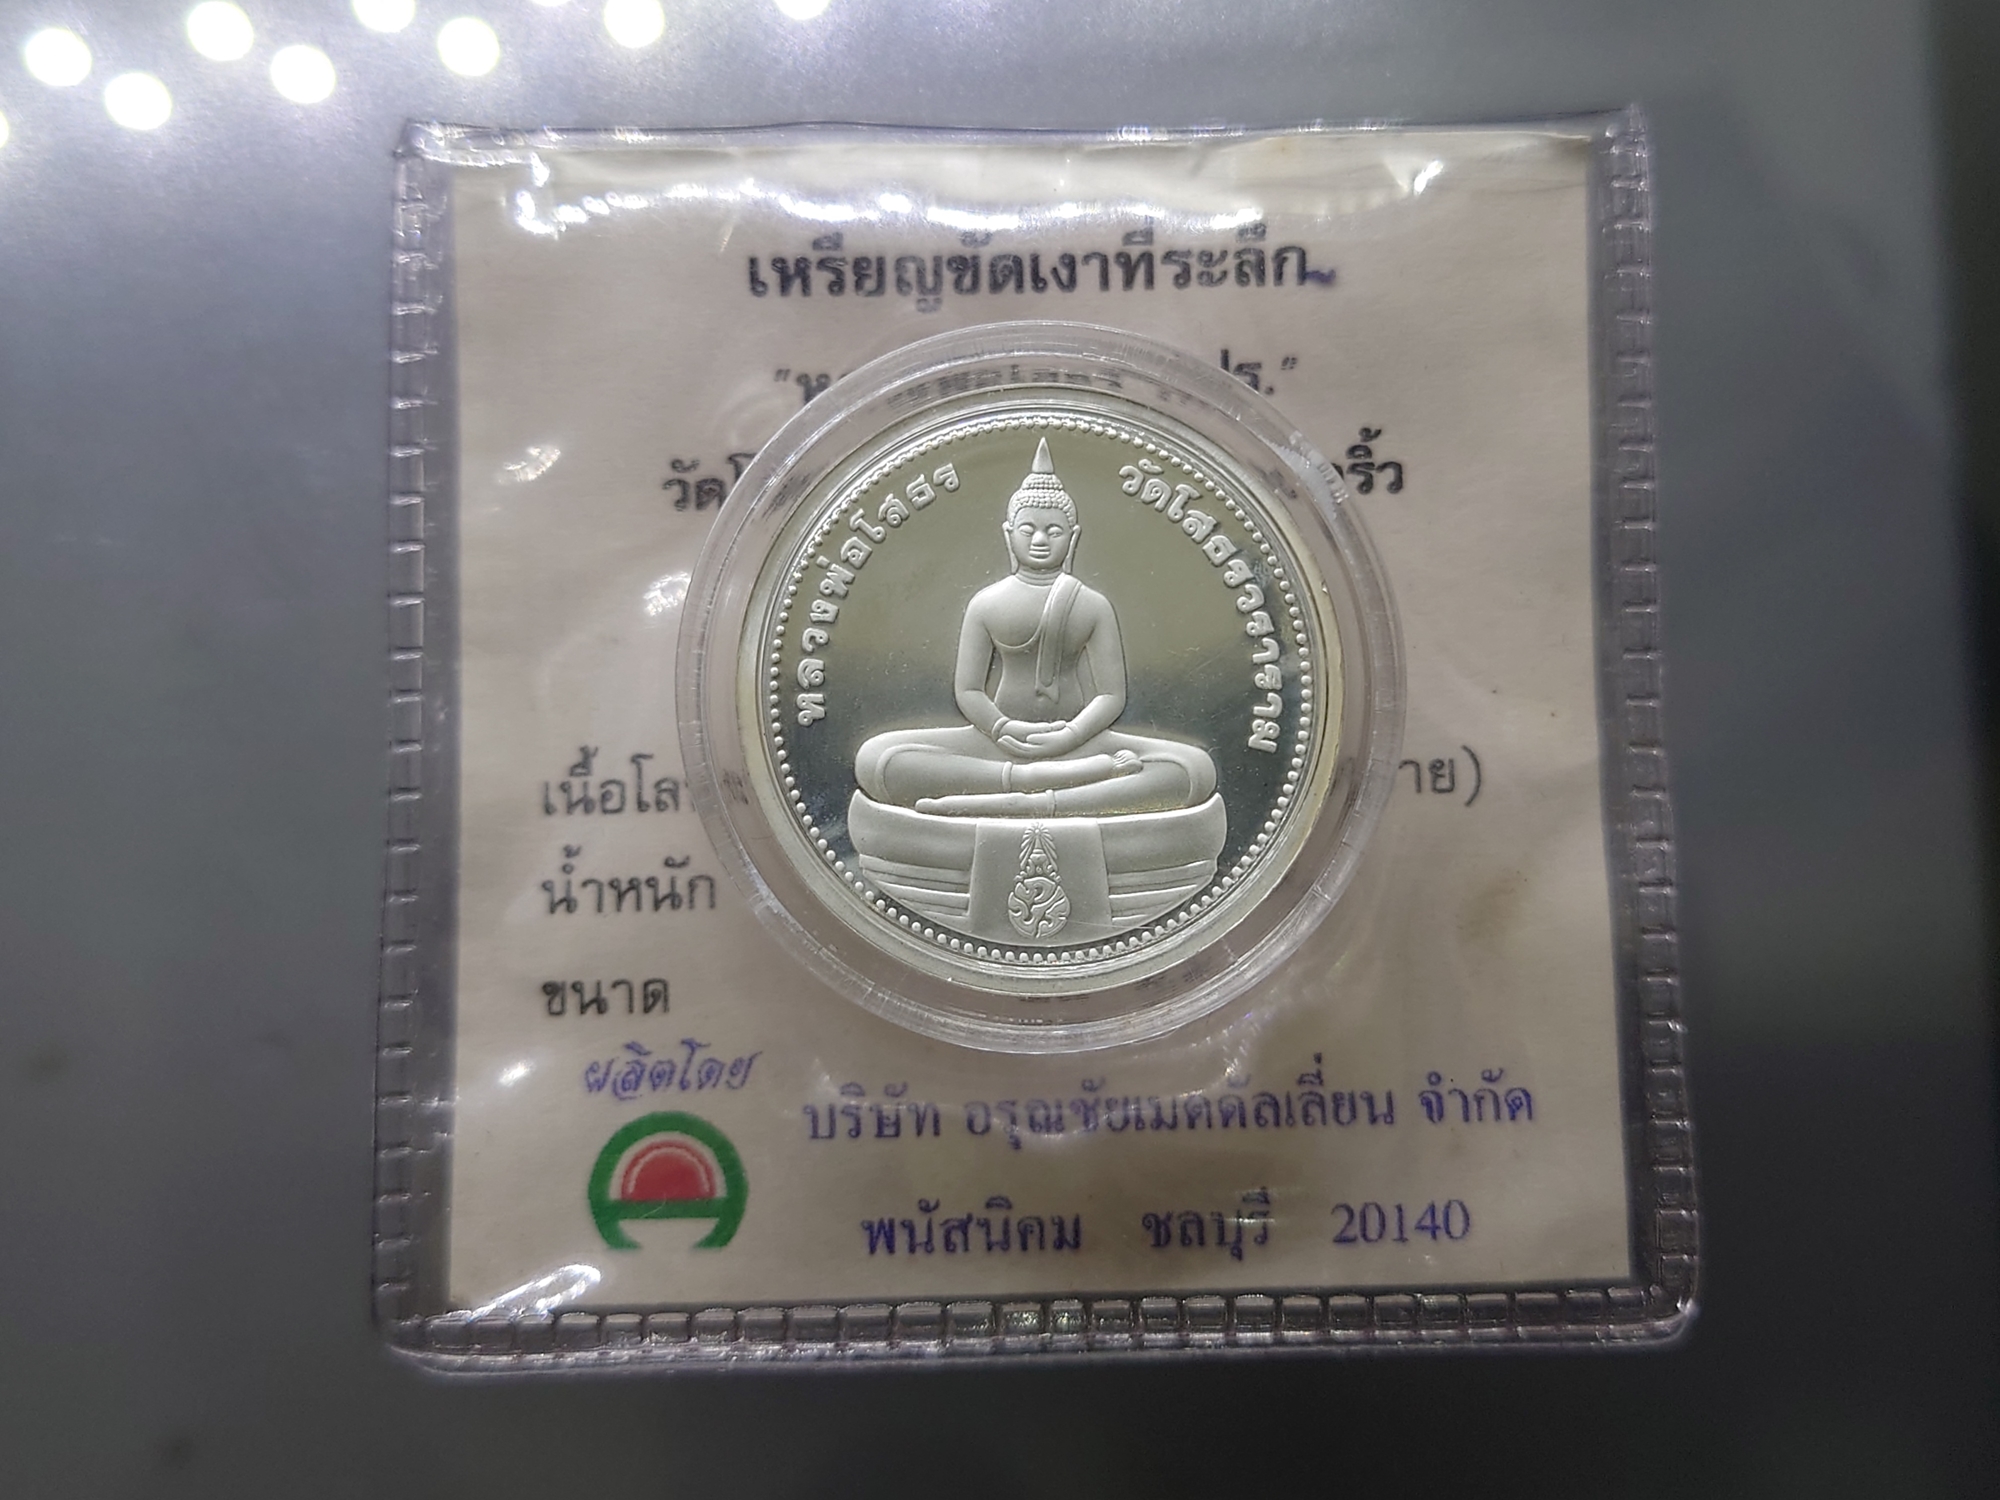 เหรียญขัดเงาที่ระลึก
ปร."
วัด ริ้ว
หลวงพ่อโสธร
วัดโสธรวรารามฯ
เนื้อโล าย)
น้ำหนัก
ขนาด
ผลิตโดย
บริษัท อรุณชัยเมดดัลเลี่ยน จำกัด
พนัสนิคม ชลบุรี 20140